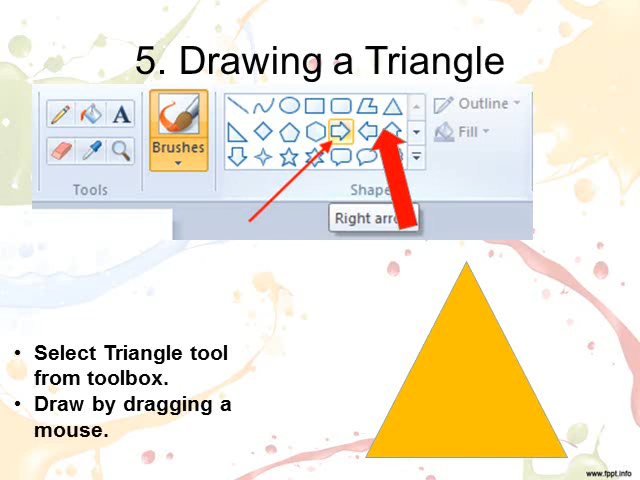 5. Drawing a Triangle
Outline
Fill
A
Brushes
Tools
Shape
Right arr
• Select Triangle tool
from toolbox.
• Draw by dragging a
mouse.
www.fppt.info